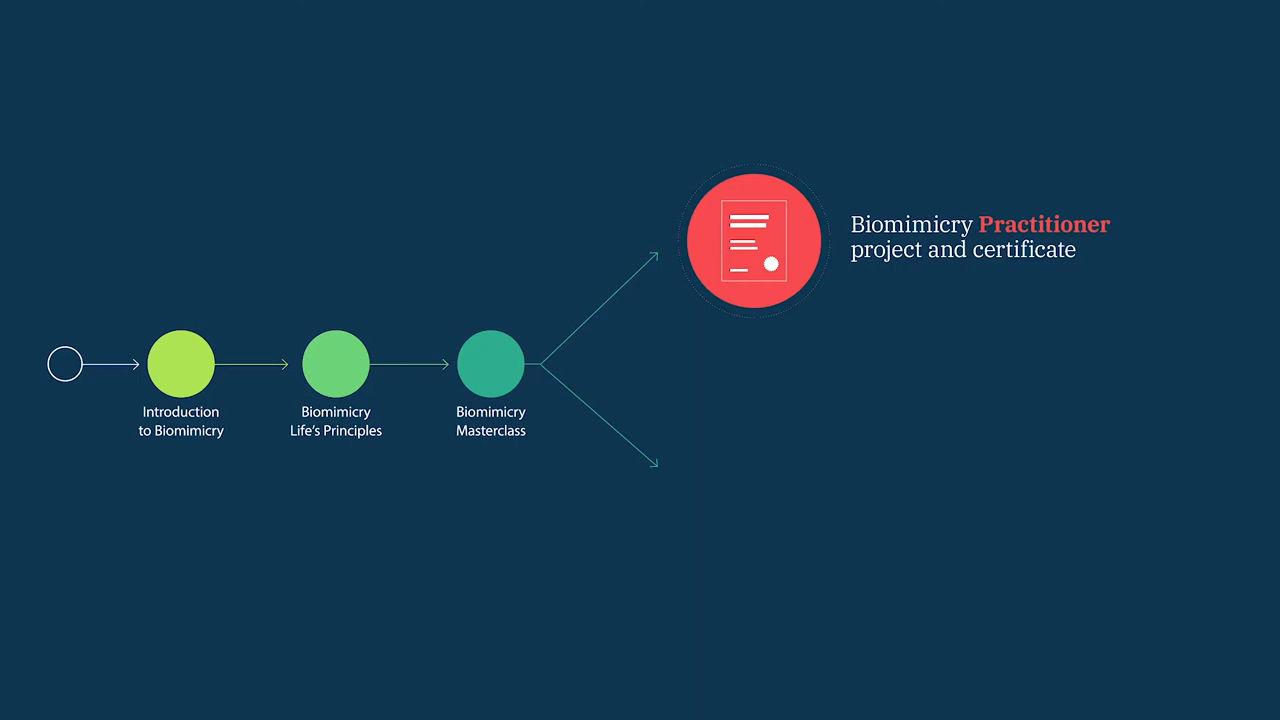 Biomimicry Practitioner
project and certificate
Introduction
to Biomimicry
Biomimicry
Life's Principles
Biomimicry
Masterclass